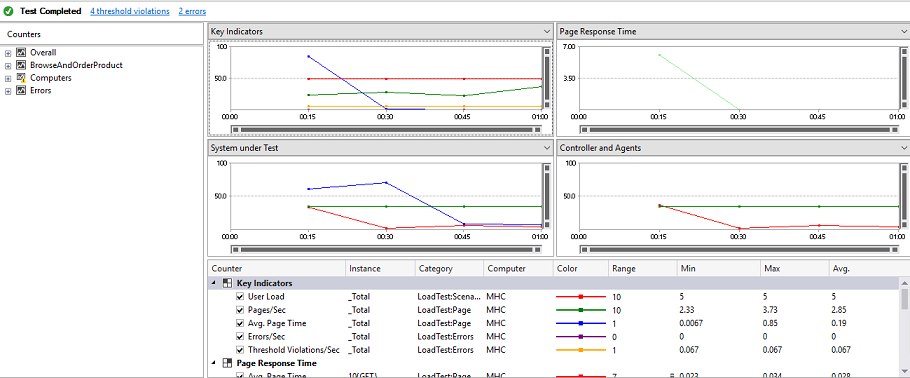 Test Completed 4 threshold violations 2 errors
Counters
Overall
BrowseAndOrderProduct
Computers
Errors
Key Indicators
100
50.0
00:00 00:15 00:30 00:45 01:00
Page Response Time
7.00
3.50
00:00 00:15 00:30 00:45 01:00
System under Test
100
50.0
00:00 00:15 00:30 00:45 01:00
Controller and Agents
100
50.0
00:00 00:15 00:30 00:45 01:00
Counter Instance Category Computer Color Range Min Max Avg.
Key Indicators
User Load _Total LoadTest:Scena... MHC 10 5 5 5
Pages/Sec _Total LoadTest:Page MHC 10 2.33 3.73 2.85
Avg. Page Time _Total LoadTest:Page MHC 1 0.0067 0.85 0.19
Errors/Sec _Total LoadTest:Errors MHC 0 0 0 0
Threshold Violations/Sec _Total LoadTest:Errors MHC 1 0.067 0.067 0.067
Page Response Time
Avg. Page Time LoadTest:Page MHC 7 0.023 0.034 0.028